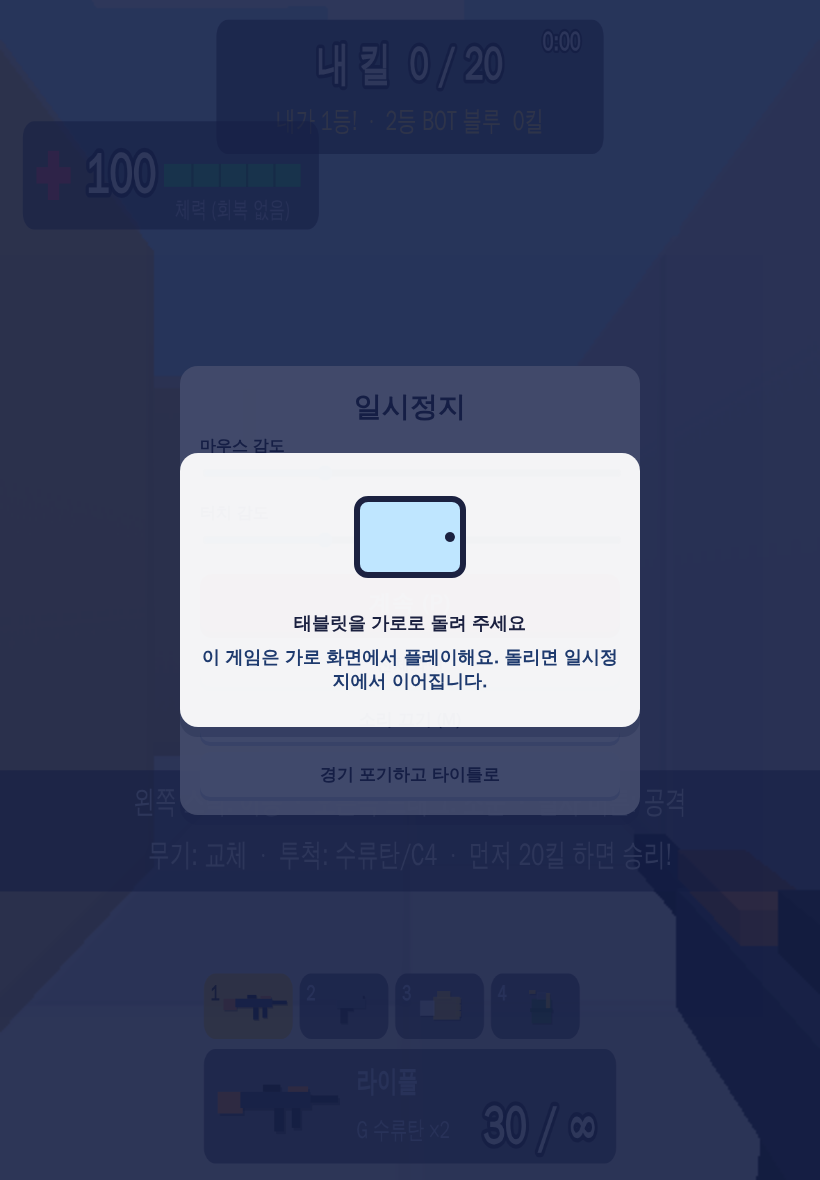 내 킬 0 / 20
0:00
내가 1등! · 2등 BOT 블루 0킬
100
체력 (회복 없음)
일시정지
마우스 감도
터치 감도
태블릿을 가로로 돌려 주세요
이 게임은 가로 화면에서 플레이해요. 돌리면 일시정
지에서 이어집니다.
경기 포기하고 타이틀로
왼쪽
공격
무기: 교체 · 투척: 수류탄/C4 · 먼저 20킬 하면 승리!
1
2
3
4
라이플
G 수류탄 ×2
30 / ∞